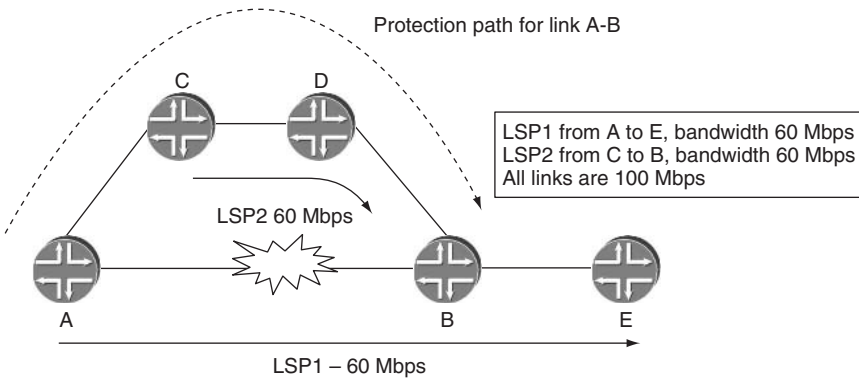 Protection path for link A-B
C
D
LSP1 from A to E, bandwidth 60 Mbps
LSP2 from C to B, bandwidth 60 Mbps
All links are 100 Mbps
LSP2 60 Mbps
A
B
E
LSP1 – 60 Mbps